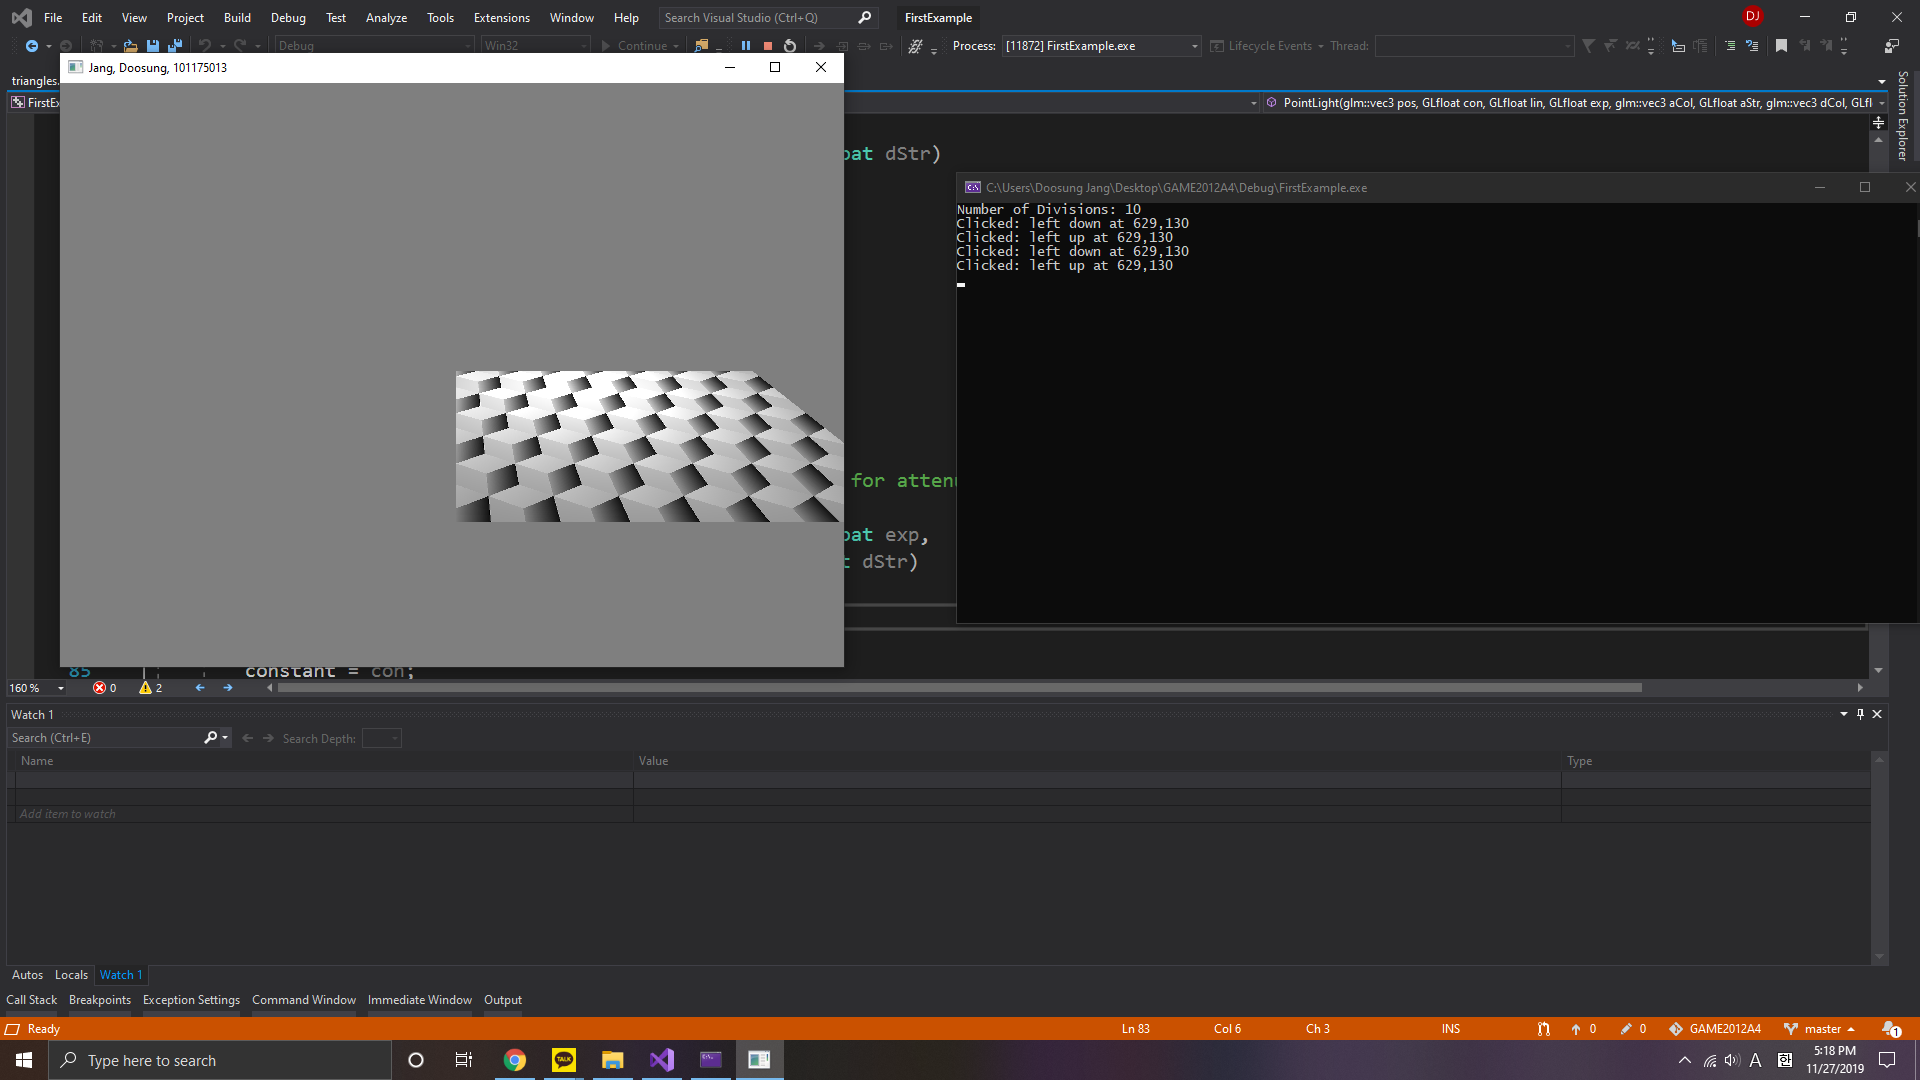 File Edit View Project Build Debug Test Analyze Tools Extensions Window Help Search Visual Studio (Ctrl+Q) FirstExample DJ
Debug Win32 Continue Process: [11872] FirstExample.exe Lifecycle Events Thread:
Jang, Doosung, 101175013
triangles.
FirstEx PointLight(glm::vec3 pos, GLfloat con, GLfloat lin, GLfloat exp, glm::vec3 aCol, GLfloat aStr, glm::vec3 dCol, GLfl
Solution Explorer
oat dStr)
C:\Users\Doosung Jang\Desktop\GAME2012A4\Debug\FirstExample.exe
Number of Divisions: 10
Clicked: left down at 629,130
Clicked: left up at 629,130
Clicked: left down at 629,130
Clicked: left up at 629,130
for attenu
oat exp,
t dStr)
85 constant = con;
160 % 0 2
Watch 1
Search (Ctrl+E) Search Depth:
Name Value Type
Add item to watch
Autos Locals Watch 1
Call Stack Breakpoints Exception Settings Command Window Immediate Window Output
Ready Ln 83 Col 6 Ch 3 INS 0 0 GAME2012A4 master 1
Type here to search TALK A 한 5:18 PM
11/27/2019